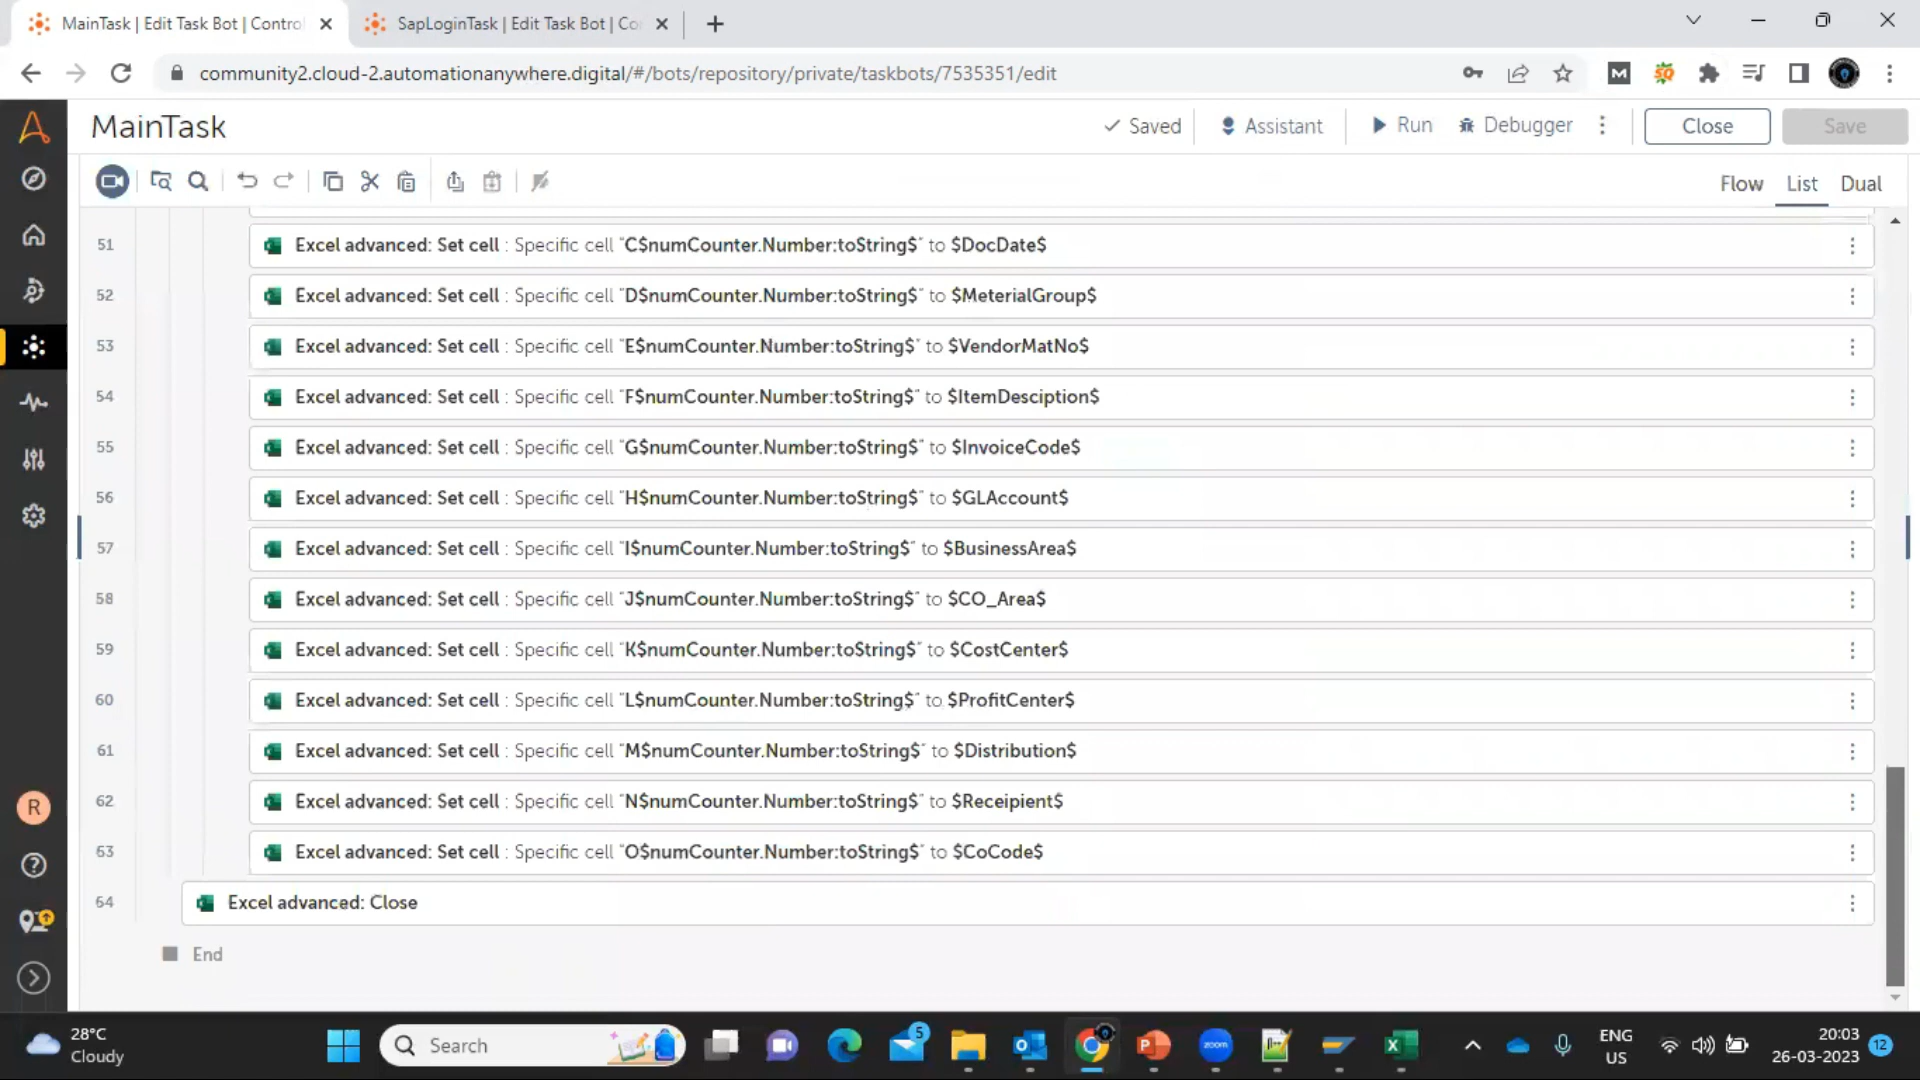 MainTask | Edit Task Bot | Contro
SapLoginTask | Edit Task Bot | Co
community2.cloud-2.automationanywhere.digital/#/bots/repository/private/taskbots/7535351/edit
MainTask
Saved
Assistant
Run
Debugger
Close
Save
Flow
List
Dual
51 Excel advanced: Set cell : Specific cell "C$numCounter.Number:toString$" to $DocDate$
52 Excel advanced: Set cell : Specific cell "D$numCounter.Number:toString$" to $MeterialGroup$
53 Excel advanced: Set cell : Specific cell "E$numCounter.Number:toString$" to $VendorMatNo$
54 Excel advanced: Set cell : Specific cell "F$numCounter.Number:toString$" to $ItemDesciption$
55 Excel advanced: Set cell : Specific cell "G$numCounter.Number:toString$" to $InvoiceCode$
56 Excel advanced: Set cell : Specific cell "H$numCounter.Number:toString$" to $GLAccount$
57 Excel advanced: Set cell : Specific cell "I$numCounter.Number:toString$" to $BusinessArea$
58 Excel advanced: Set cell : Specific cell "J$numCounter.Number:toString$" to $CO_Area$
59 Excel advanced: Set cell : Specific cell "K$numCounter.Number:toString$" to $CostCenter$
60 Excel advanced: Set cell : Specific cell "L$numCounter.Number:toString$" to $ProfitCenter$
61 Excel advanced: Set cell : Specific cell "M$numCounter.Number:toString$" to $Distribution$
62 Excel advanced: Set cell : Specific cell "N$numCounter.Number:toString$" to $Receipient$
63 Excel advanced: Set cell : Specific cell "O$numCounter.Number:toString$" to $CoCode$
64 Excel advanced: Close
End
R
28°C
Cloudy
Search
5
zoom
ENG
US
20:03
26-03-2023
12